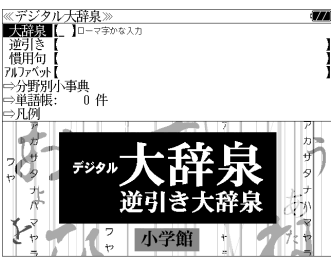 ≪デジタル大辞泉≫
大辞泉【_ 】ローマ字かな入力
逆引き【 】
慣用句【 】
ｱﾙﾌｧﾍﾞｯﾄ【 】
⇒分野別小事典
⇒単語帳: 0 件
⇒凡例
デジタル大辞泉
逆引き大辞泉
小学館